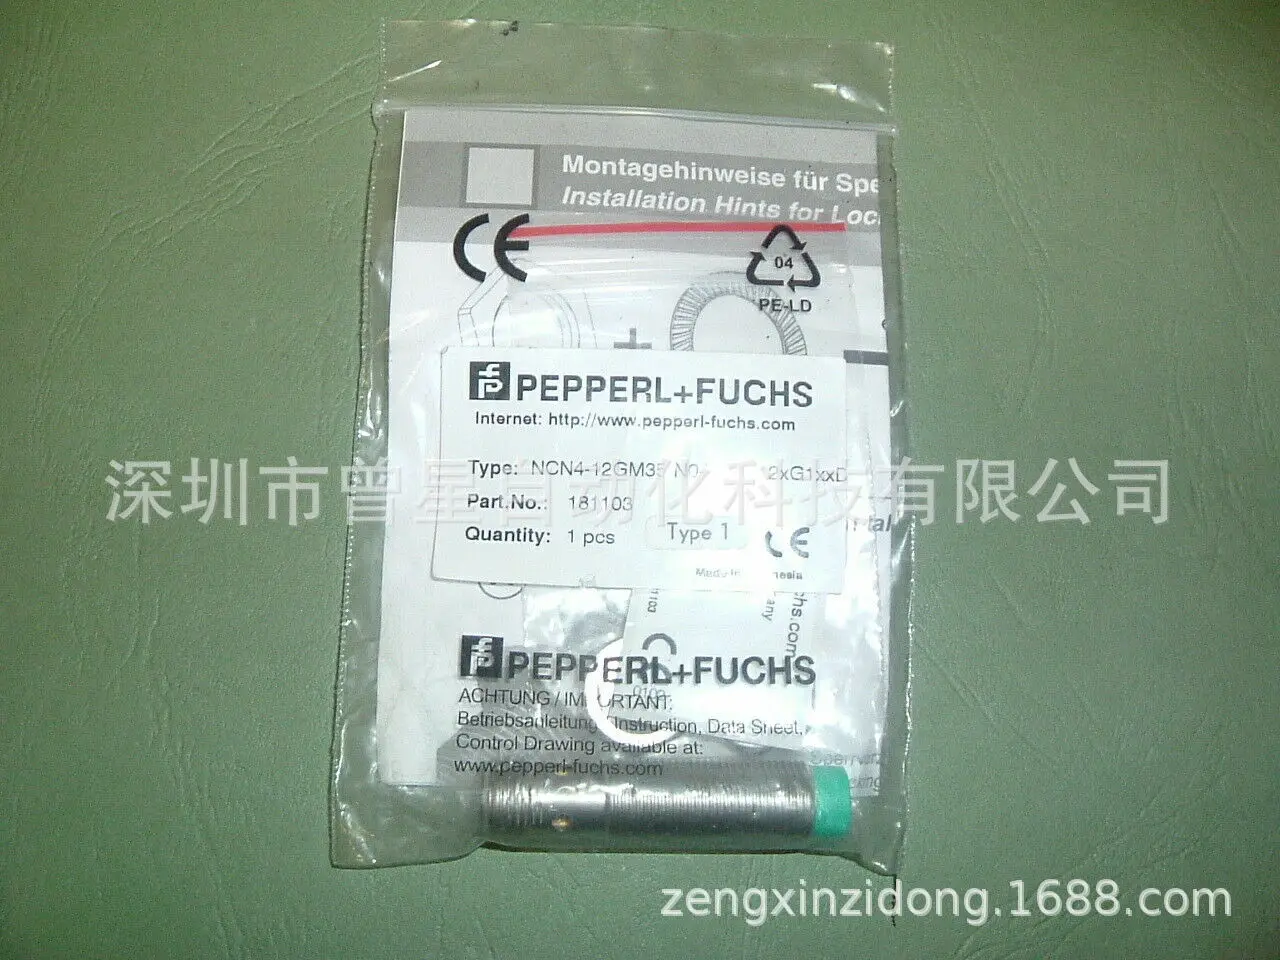 Montagehinweise für Spe
Installation Hints for Loc
CE
04
PE-LD
+
PEPPERL+FUCHS
Internet: http://www.pepperl-fuchs.com
Type: NCN4-12GM35 2xG1xxD
Part.No.: 181103
Quantity: 1 pcs
Type 1
CE
深圳市曾星自动化科技有限公司
PEPPERL+FUCHS
ACHTUNG / IMPORTANT:
Betriebsanleitung, Instruction, Data Sheet,
Control Drawing available at:
www.pepperl-fuchs.com
0102
zengxinzidong.1688.com